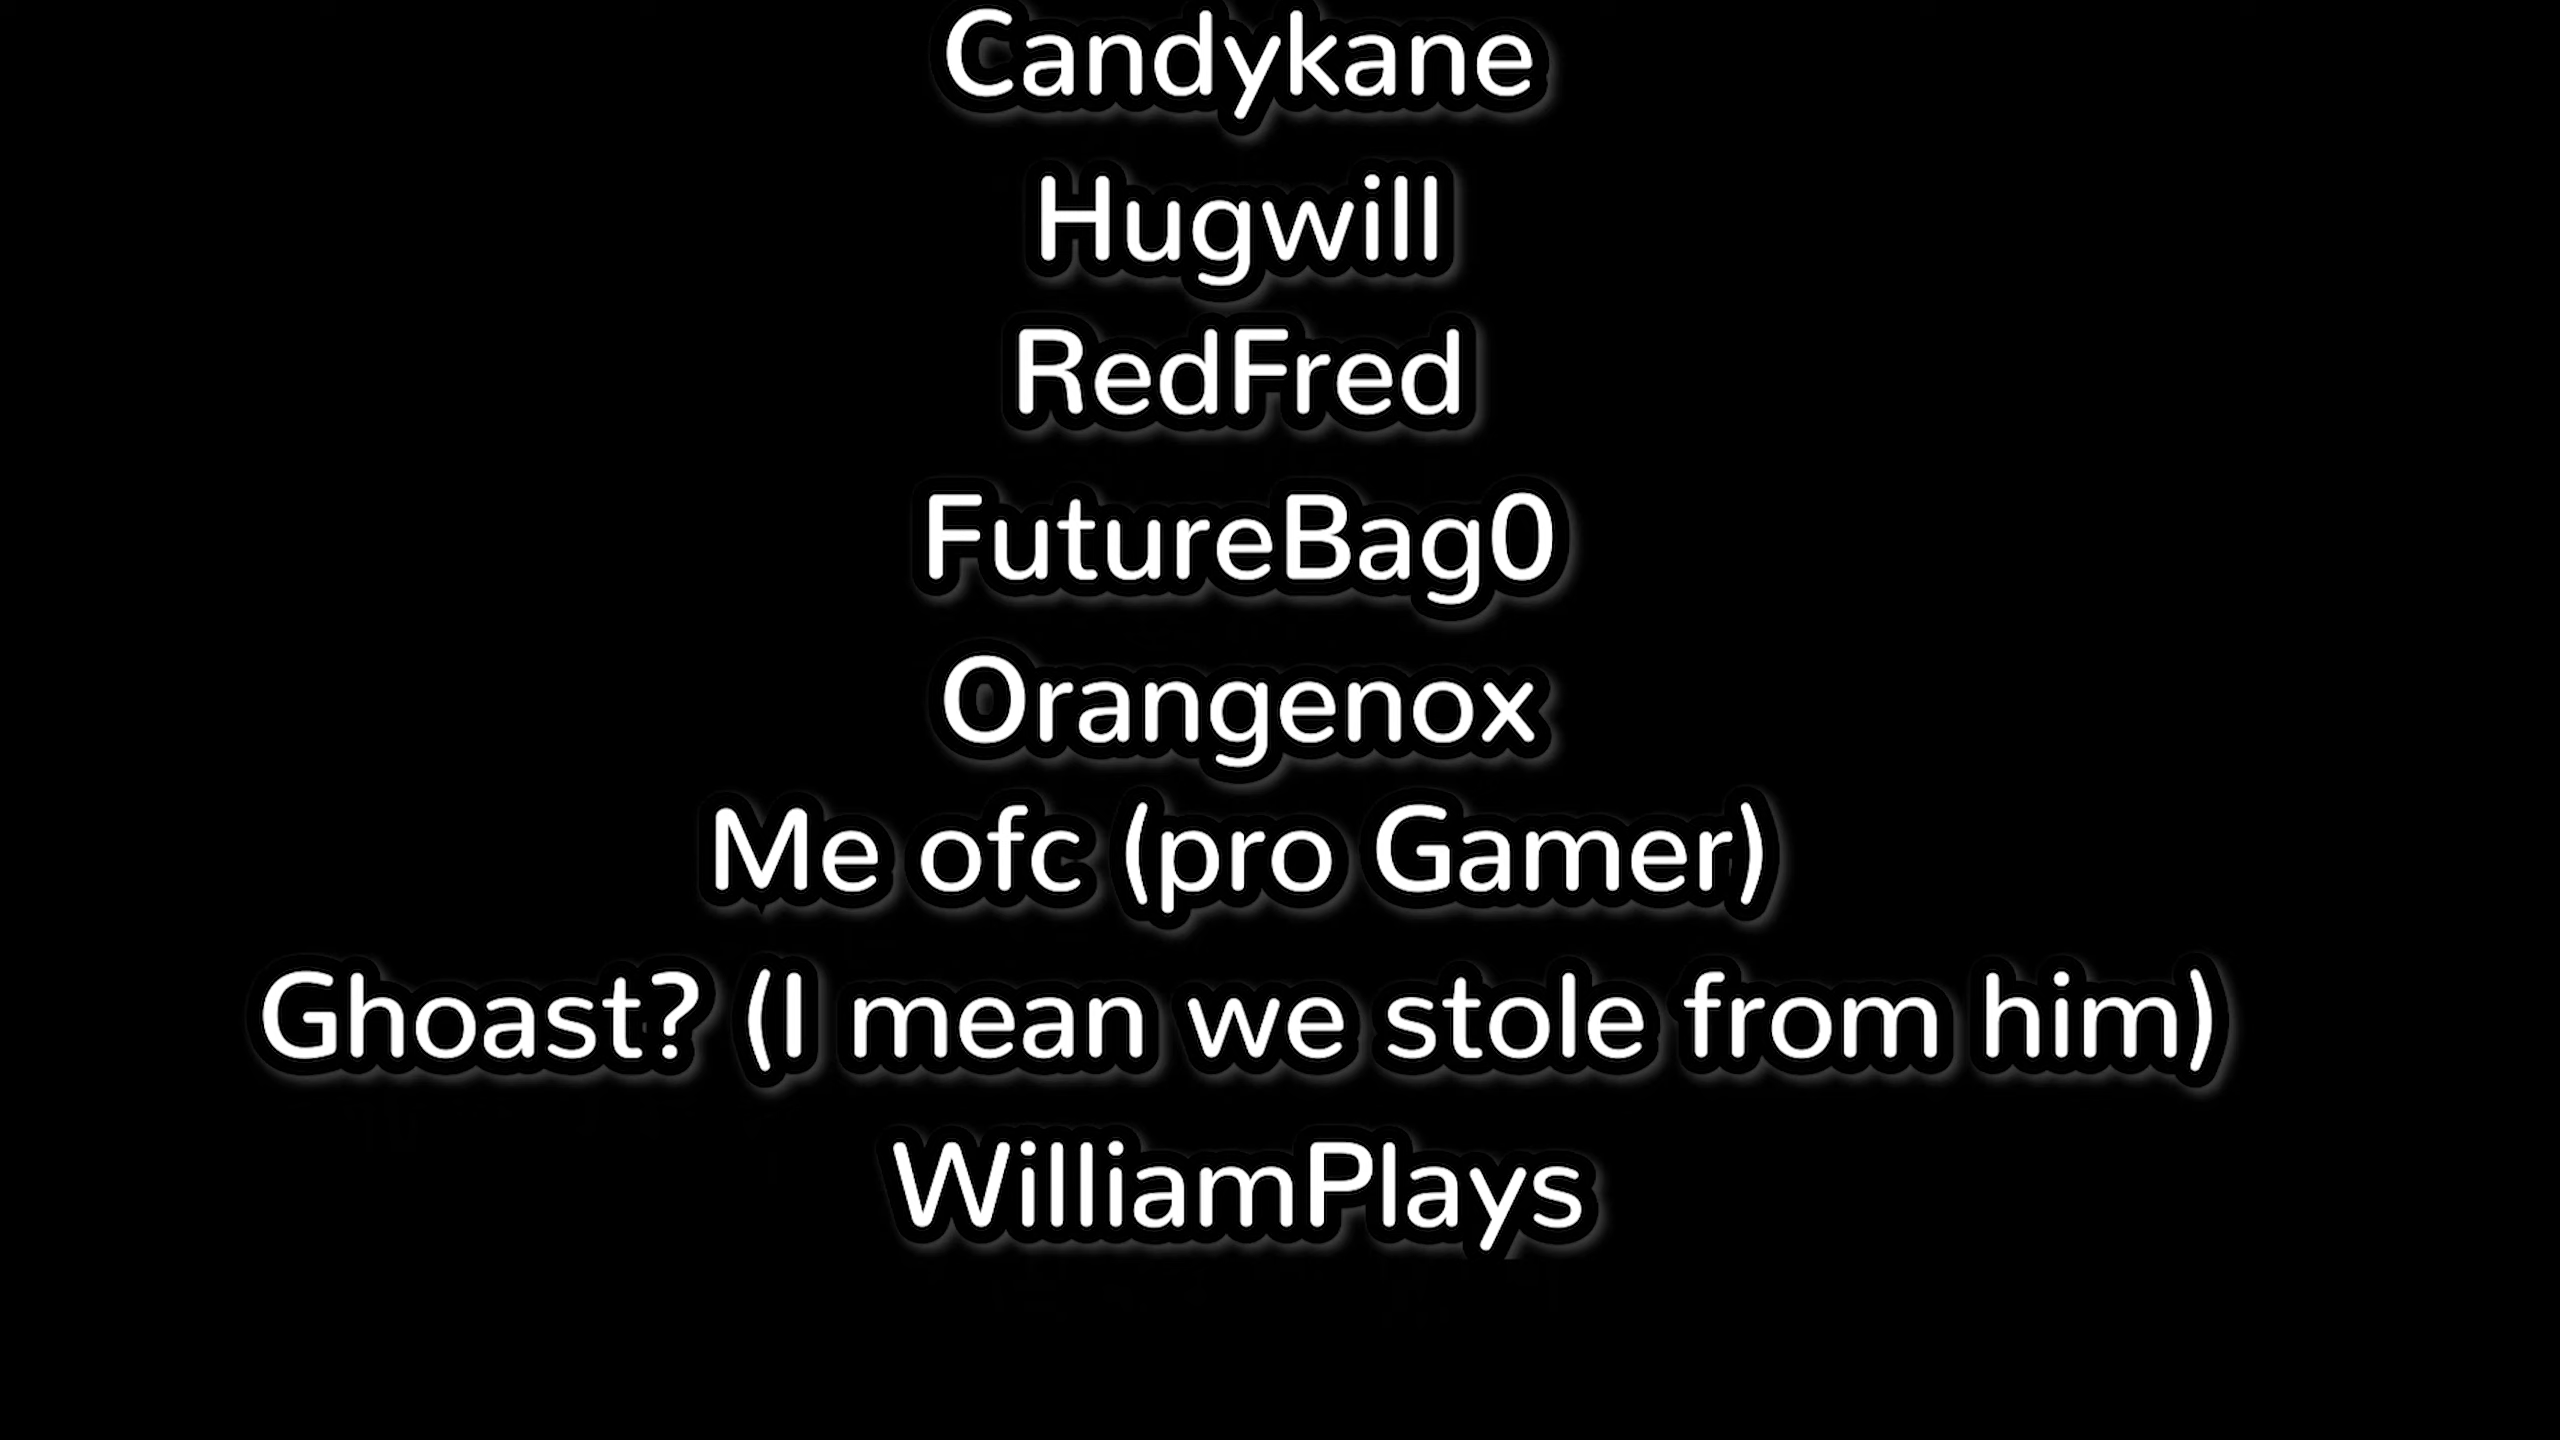 Candykane
Hugwill
RedFred
FutureBag0
Orangenox
Me ofc (pro Gamer)
Ghoast? (I mean we stole from him)
WilliamPlays